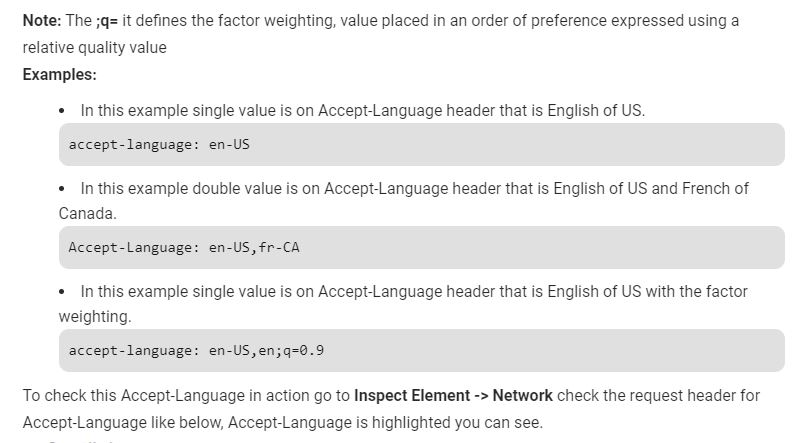 Note: The ;q= it defines the factor weighting, value placed in an order of preference expressed using a
relative quality value
Examples:
• In this example single value is on Accept-Language header that is English of US.
accept-language: en-US
• In this example double value is on Accept-Language header that is English of US and French of
Canada.
Accept-Language: en-US,fr-CA
• In this example single value is on Accept-Language header that is English of US with the factor
weighting.
accept-language: en-US,en;q=0.9
To check this Accept-Language in action go to Inspect Element -> Network check the request header for
Accept-Language like below, Accept-Language is highlighted you can see.